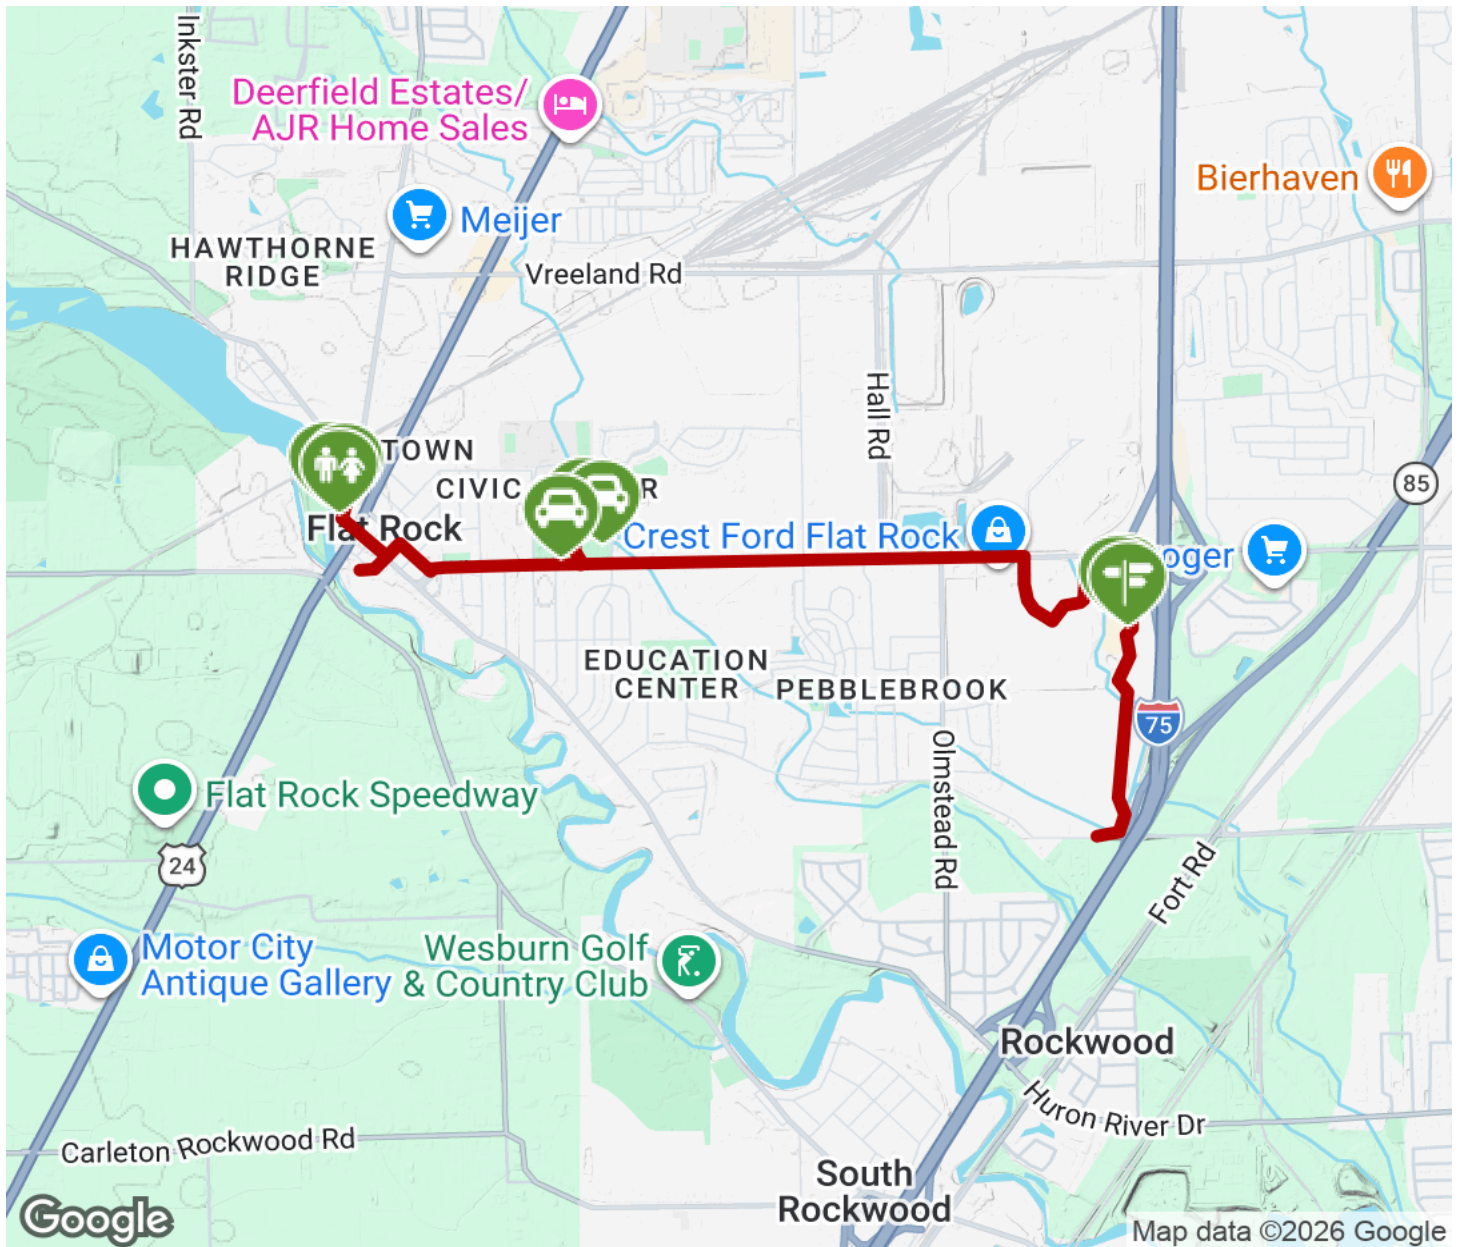 Inkster Rd
Deerfield Estates/
AJR Home Sales
Bierhaven
Meijer
HAWTHORNE
RIDGE
Vreeland Rd
Hall Rd
TOWN
CIVIC
R
85
Flat Rock
Crest Ford Flat Rock
oger
EDUCATION
CENTER
PEBBLEBROOK
75
Olmstead Rd
Flat Rock Speedway
24
Fort Rd
Motor City
Antique Gallery
Wesburn Golf
& Country Club
Rockwood
Huron River Dr
Carleton Rockwood Rd
South
Rockwood
Google
Map data ©2026 Google